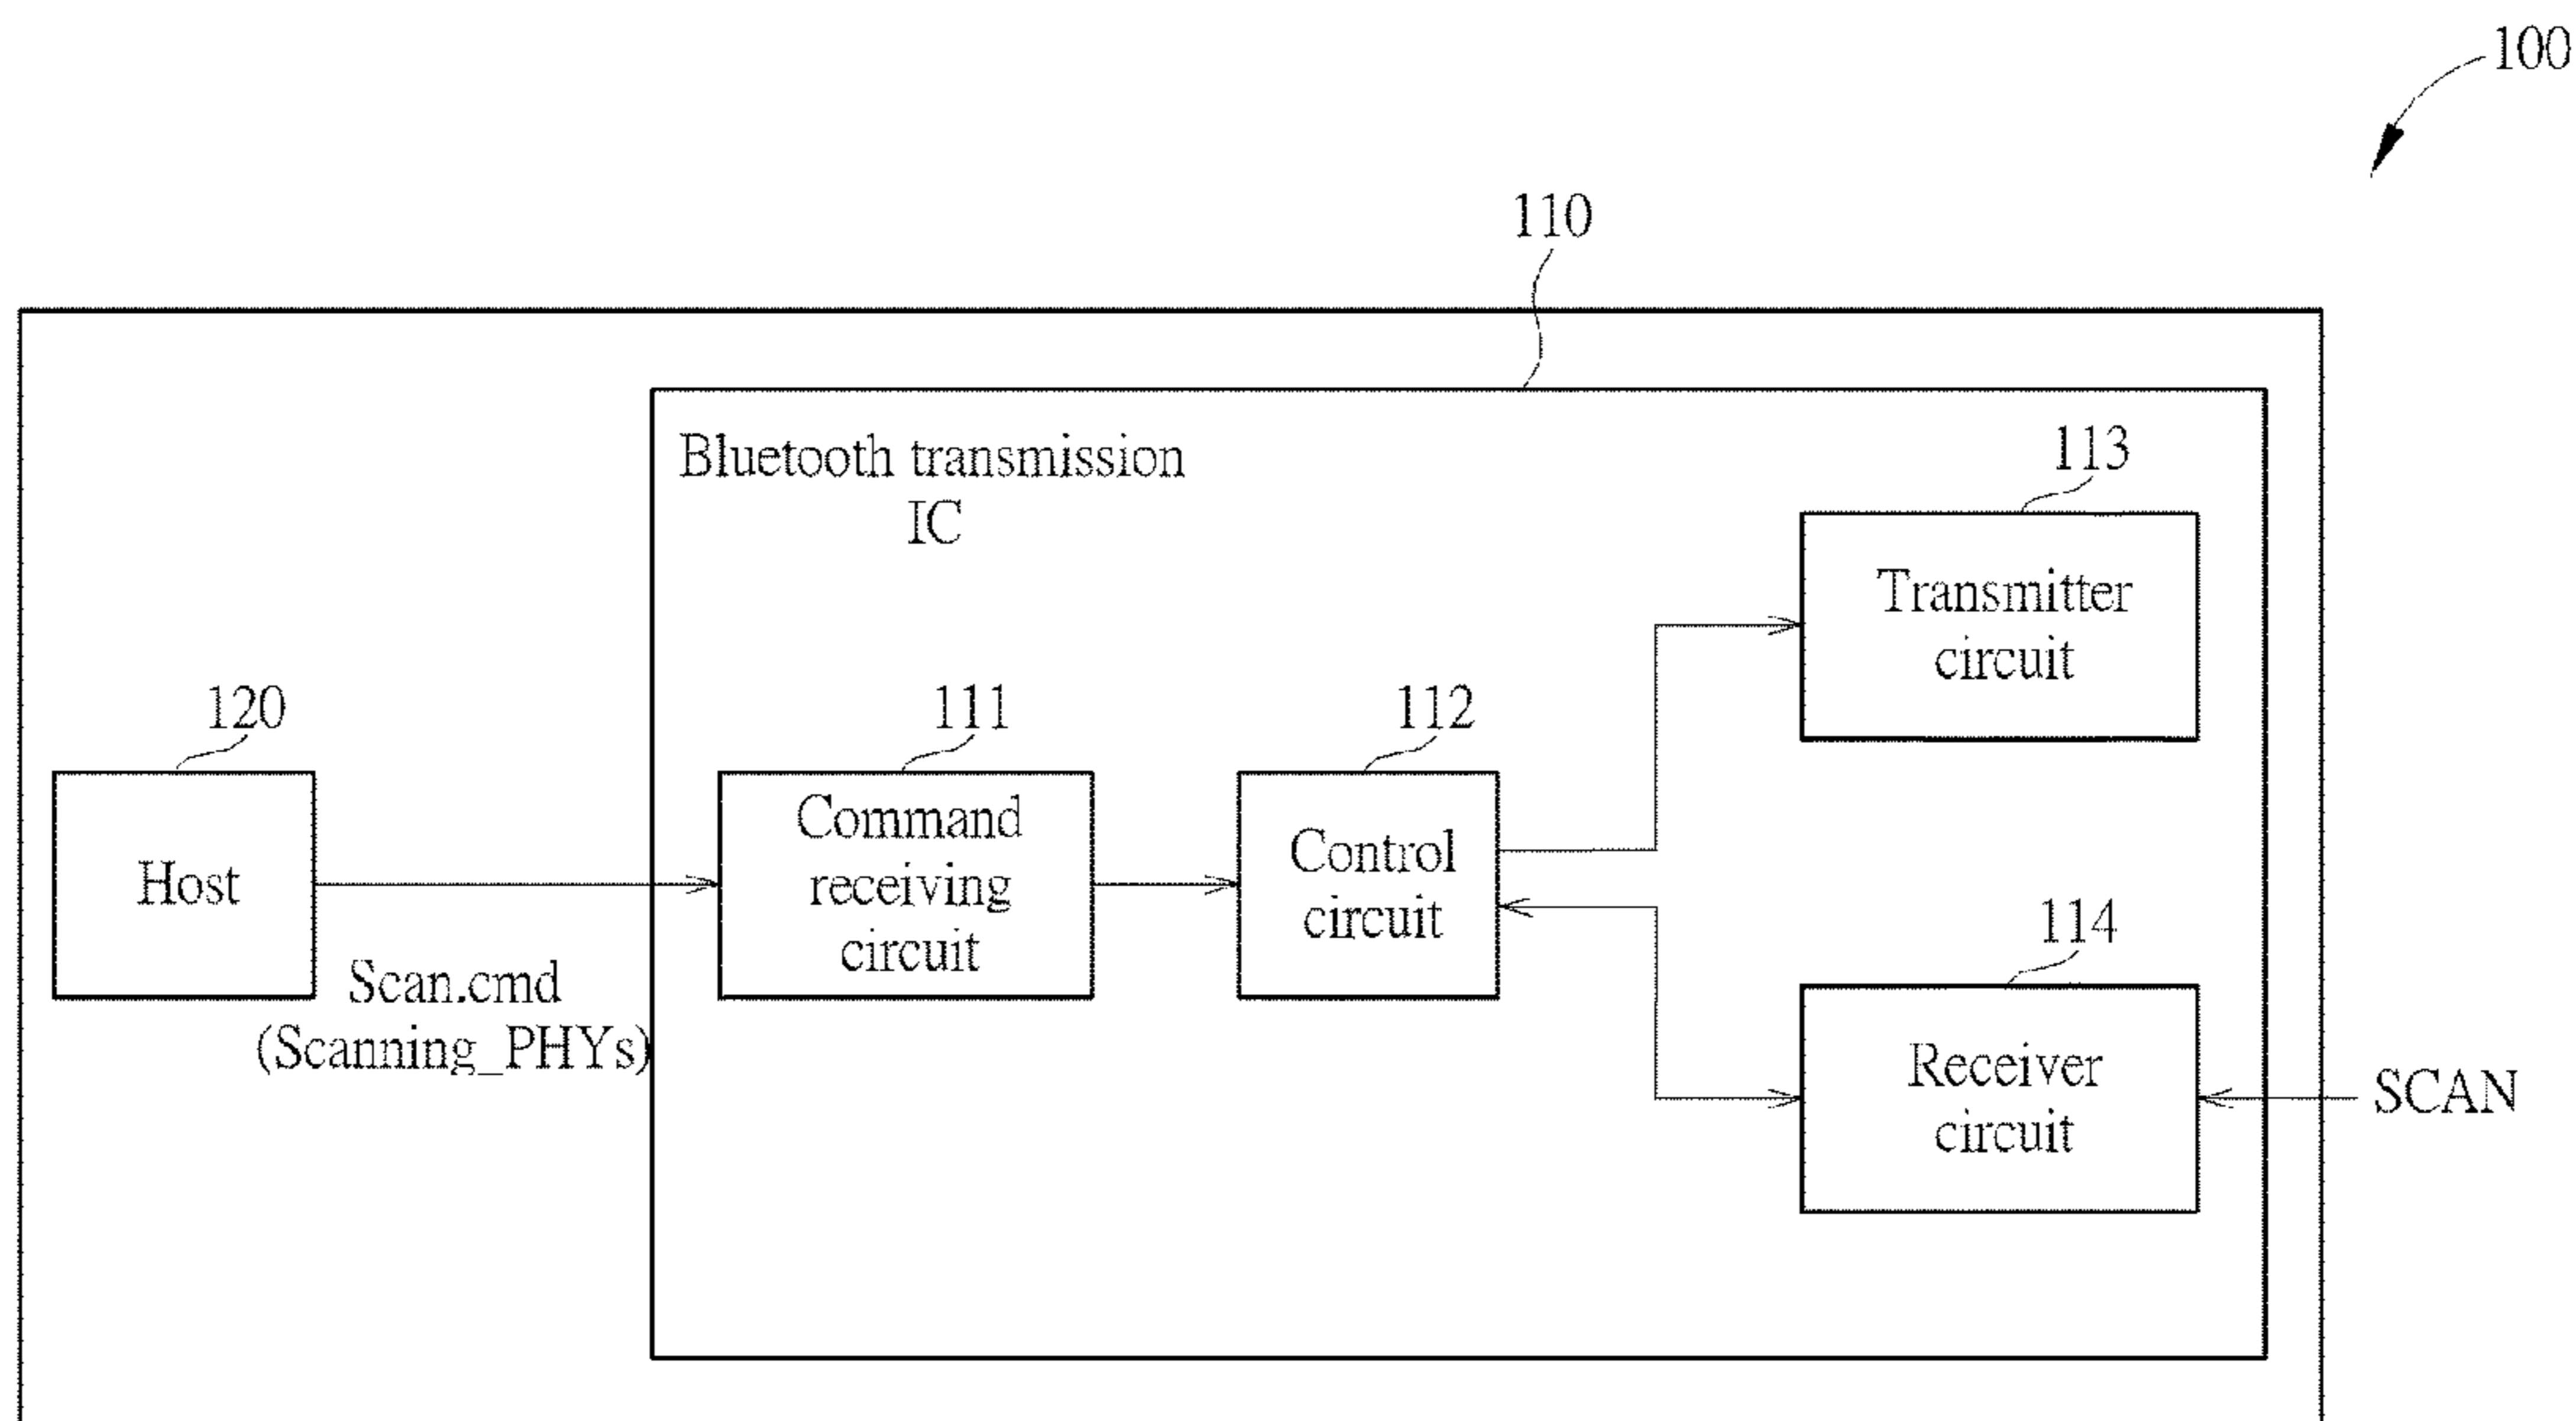 100
110
Bluetooth transmission
IC
113
Transmitter
circuit
120
111
112
Host
Command
receiving
circuit
Control
circuit
Scan.cmd
(Scanning_PHYs)
114
Receiver
circuit
SCAN